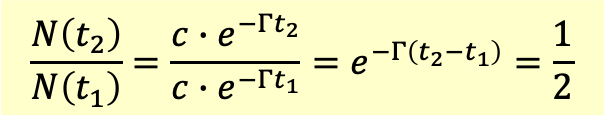 N(t₂)/N(t₁) = c · e^(−Γt₂)/c · e^(−Γt₁) = e^(−Γ(t₂−t₁)) = 1/2